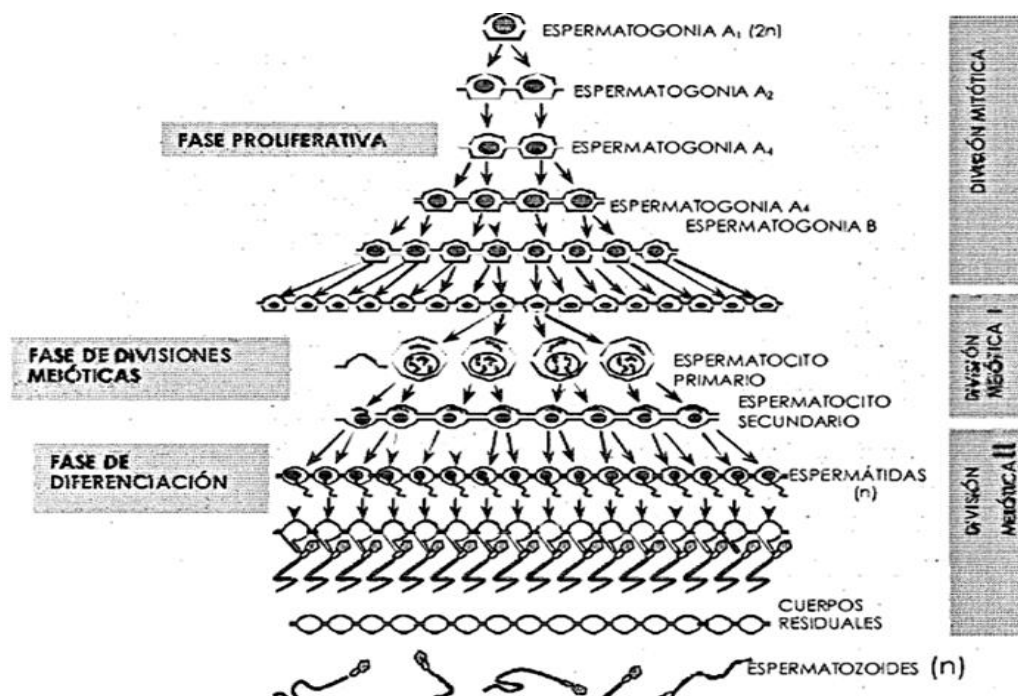 ESPERMATOGONIA A₁ (2n)
ESPERMATOGONIA A₂
FASE PROLIFERATIVA
ESPERMATOGONIA A₄
ESPERMATOGONIA A₄
ESPERMATOGONIA B
DIVISIÓN MITÓTICA
FASE DE DIVISIONES
MEIÓTICAS
ESPERMATOCITO
PRIMARIO
DIVISIÓN
MEIÓTICA I
ESPERMATOCITO
SECUNDARIO
FASE DE
DIFERENCIACIÓN
ESPERMÁTIDAS
(n)
DIVISIÓN
MEIÓTICA II
CUERPOS
RESIDUALES
ESPERMATOZOIDES (n)